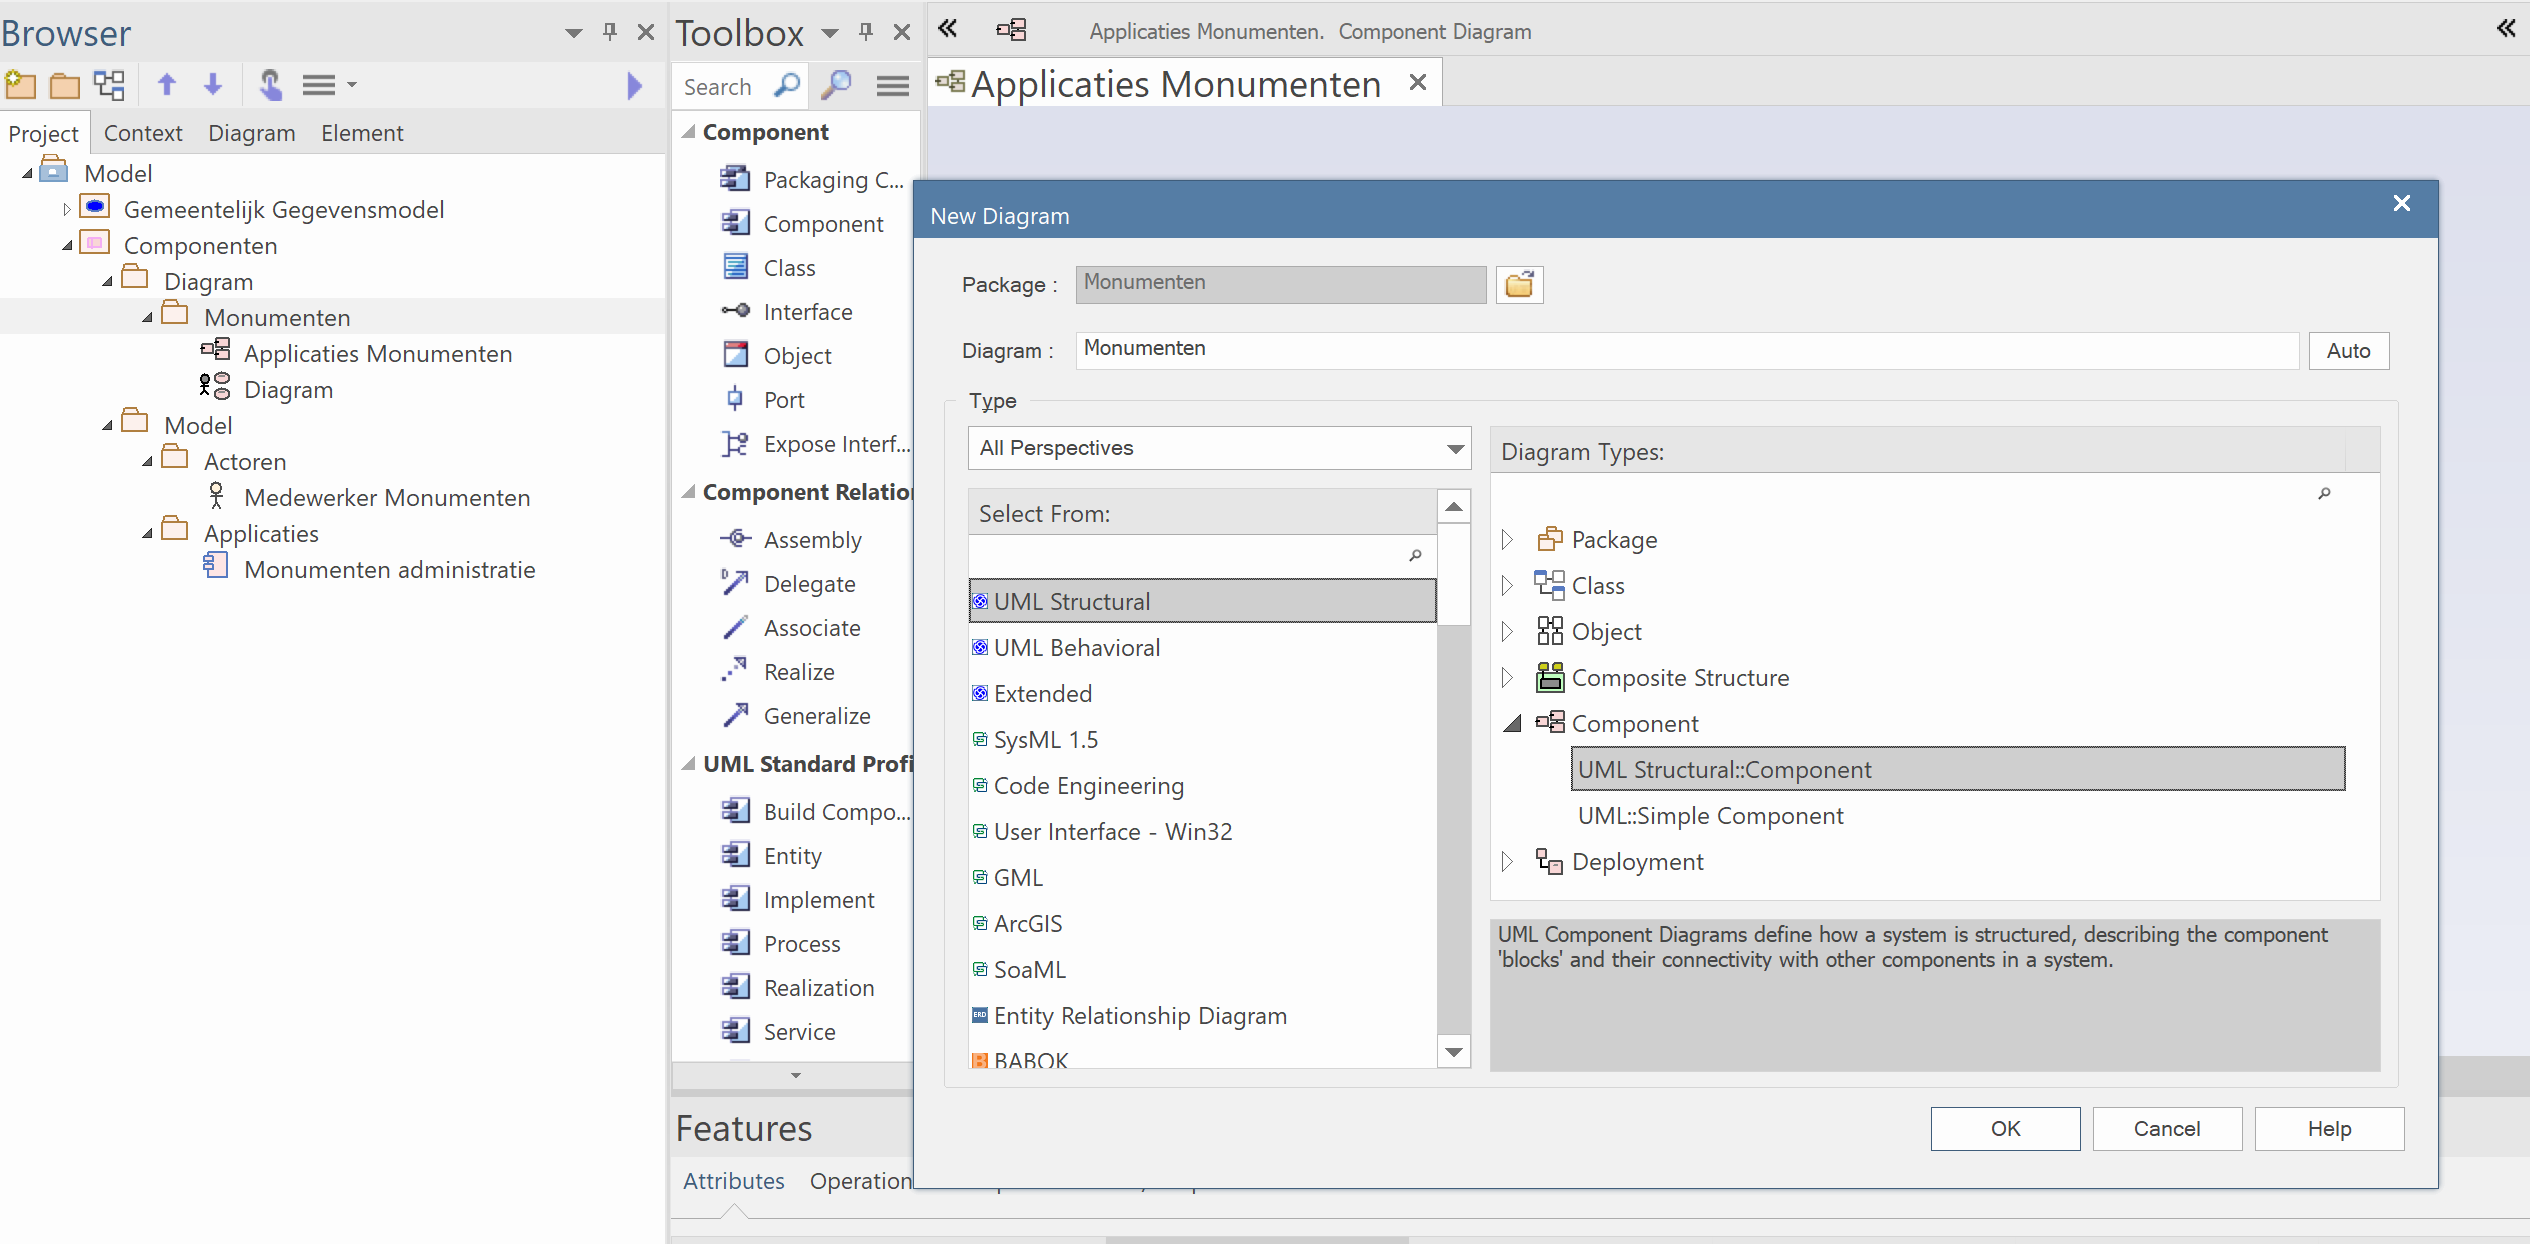 Browser
Project Context Diagram Element
Model
Gemeentelijk Gegevensmodel
Componenten
Diagram
Monumenten
Applicaties Monumenten
Diagram
Model
Actoren
Medewerker Monumenten
Applicaties
Monumenten administratie
Toolbox
Search
Component
Packaging C...
Component
Class
Interface
Object
Port
Expose Interf...
Component Relatio
Assembly
Delegate
Associate
Realize
Generalize
UML Standard Profi
Build Compo...
Entity
Implement
Process
Realization
Service
Features
Attributes Operation
Applicaties Monumenten. Component Diagram
Applicaties Monumenten
New Diagram
Package : Monumenten
Diagram : Monumenten Auto
Type
All Perspectives
Select From:
UML Structural
UML Behavioral
Extended
SysML 1.5
Code Engineering
User Interface - Win32
GML
ArcGIS
SoaML
ERD Entity Relationship Diagram
BABOK
Diagram Types:
Package
Class
Object
Composite Structure
Component
UML Structural::Component
UML::Simple Component
Deployment
UML Component Diagrams define how a system is structured, describing the component
'blocks' and their connectivity with other components in a system.
OK Cancel Help